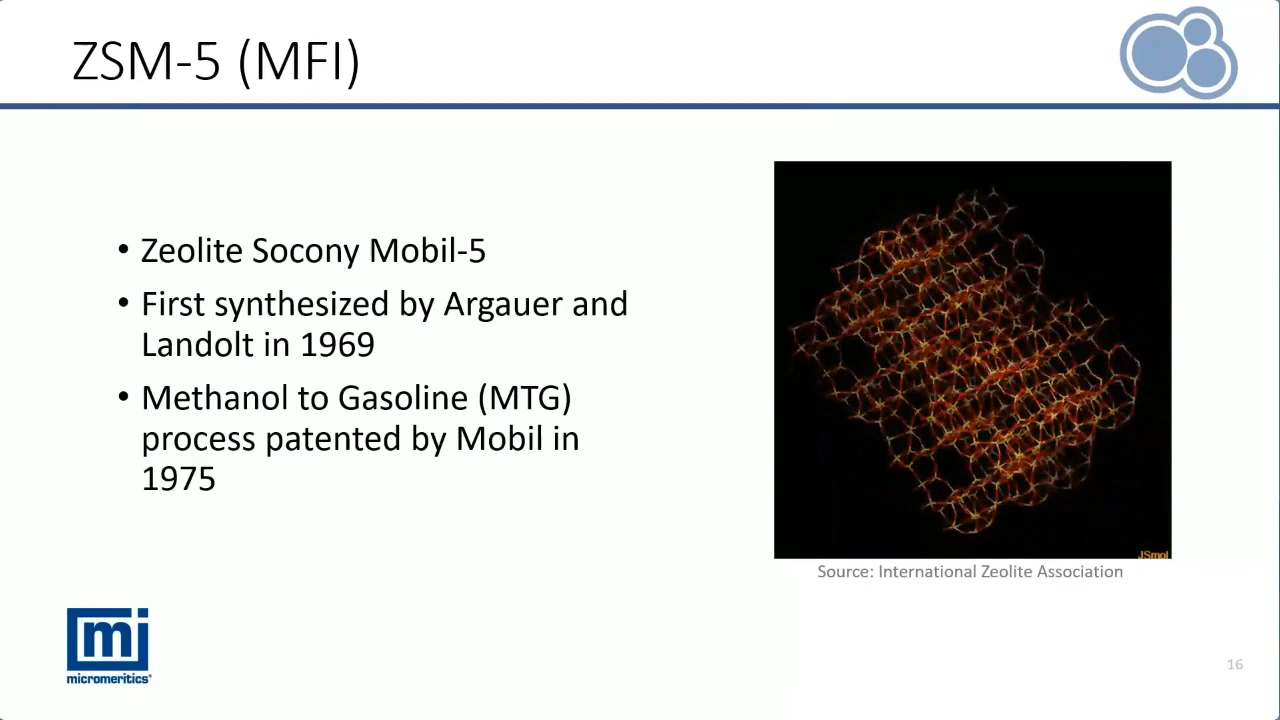 ZSM-5 (MFI)
• Zeolite Socony Mobil-5
• First synthesized by Argauer and
Landolt in 1969
• Methanol to Gasoline (MTG)
process patented by Mobil in
1975
JSmol
Source: International Zeolite Association
mi
micromeritics®
16